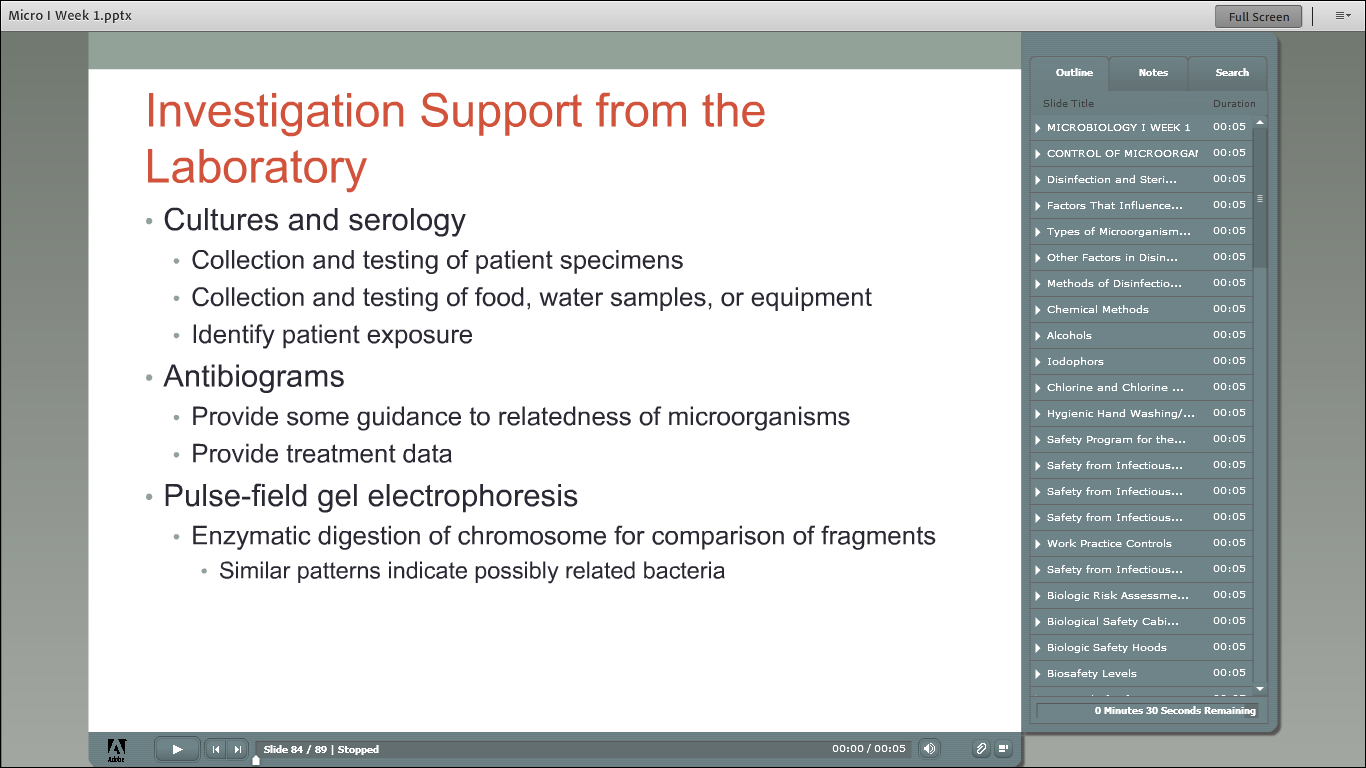 Micro I Week 1.pptx
Full Screen
Investigation Support from the
Laboratory
• Cultures and serology
• Collection and testing of patient specimens
• Collection and testing of food, water samples, or equipment
• Identify patient exposure
• Antibiograms
• Provide some guidance to relatedness of microorganisms
• Provide treatment data
• Pulse-field gel electrophoresis
• Enzymatic digestion of chromosome for comparison of fragments
• Similar patterns indicate possibly related bacteria
Outline Notes Search
Slide Title Duration
MICROBIOLOGY I WEEK 1 00:05
CONTROL OF MICROORGAN 00:05
Disinfection and Steri... 00:05
Factors That Influence... 00:05
Types of Microorganism... 00:05
Other Factors in Disin... 00:05
Methods of Disinfectio... 00:05
Chemical Methods 00:05
Alcohols 00:05
Iodophors 00:05
Chlorine and Chlorine ... 00:05
Hygienic Hand Washing/... 00:05
Safety Program for the... 00:05
Safety from Infectious... 00:05
Safety from Infectious... 00:05
Safety from Infectious... 00:05
Work Practice Controls 00:05
Safety from Infectious... 00:05
Biologic Risk Assessme... 00:05
Biological Safety Cabi... 00:05
Biologic Safety Hoods 00:05
Biosafety Levels 00:05
0 Minutes 30 Seconds Remaining
Adobe
Slide 84 / 89 | Stopped 00:00 / 00:05